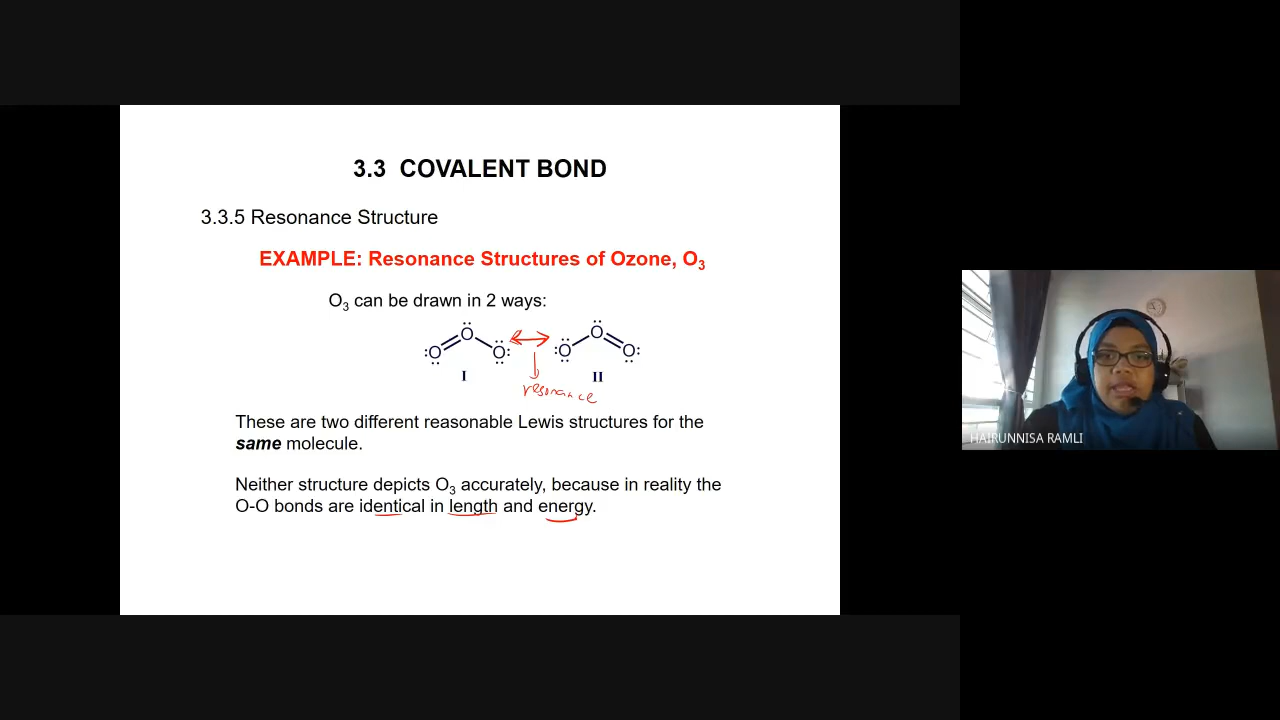 3.3 COVALENT BOND
3.3.5 Resonance Structure
EXAMPLE: Resonance Structures of Ozone, O₃
O₃ can be drawn in 2 ways:
:O O O: :O O O:
I II
resonance
These are two different reasonable Lewis structures for the
same molecule.
Neither structure depicts O₃ accurately, because in reality the
O-O bonds are identical in length and energy.
HAIRUNNISA RAMLI